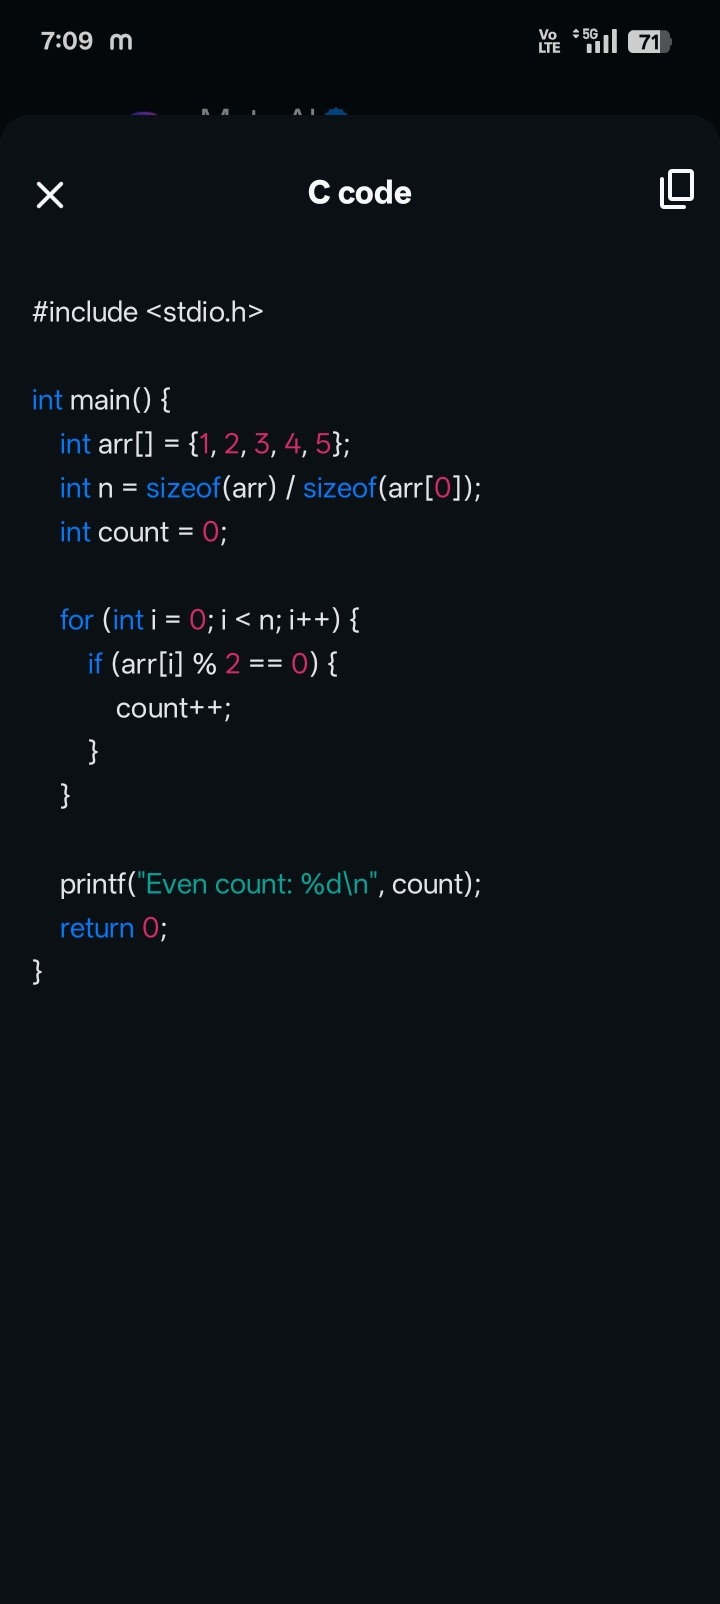 7:09 m Vo LTE 5G 71
C code
#include <stdio.h>
int main() {
    int arr[] = {1, 2, 3, 4, 5};
    int n = sizeof(arr) / sizeof(arr[0]);
    int count = 0;
    for (int i = 0; i < n; i++) {
        if (arr[i] % 2 == 0) {
            count++;
        }
    }
    printf("Even count: %d\n", count);
    return 0;
}